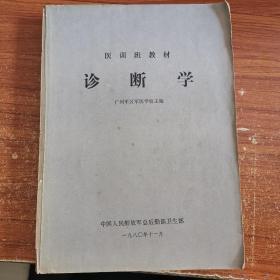 医训班教材
诊断学
广州军区军医学校主编
中国人民解放军总后勤部卫生部
一九八〇年十一月